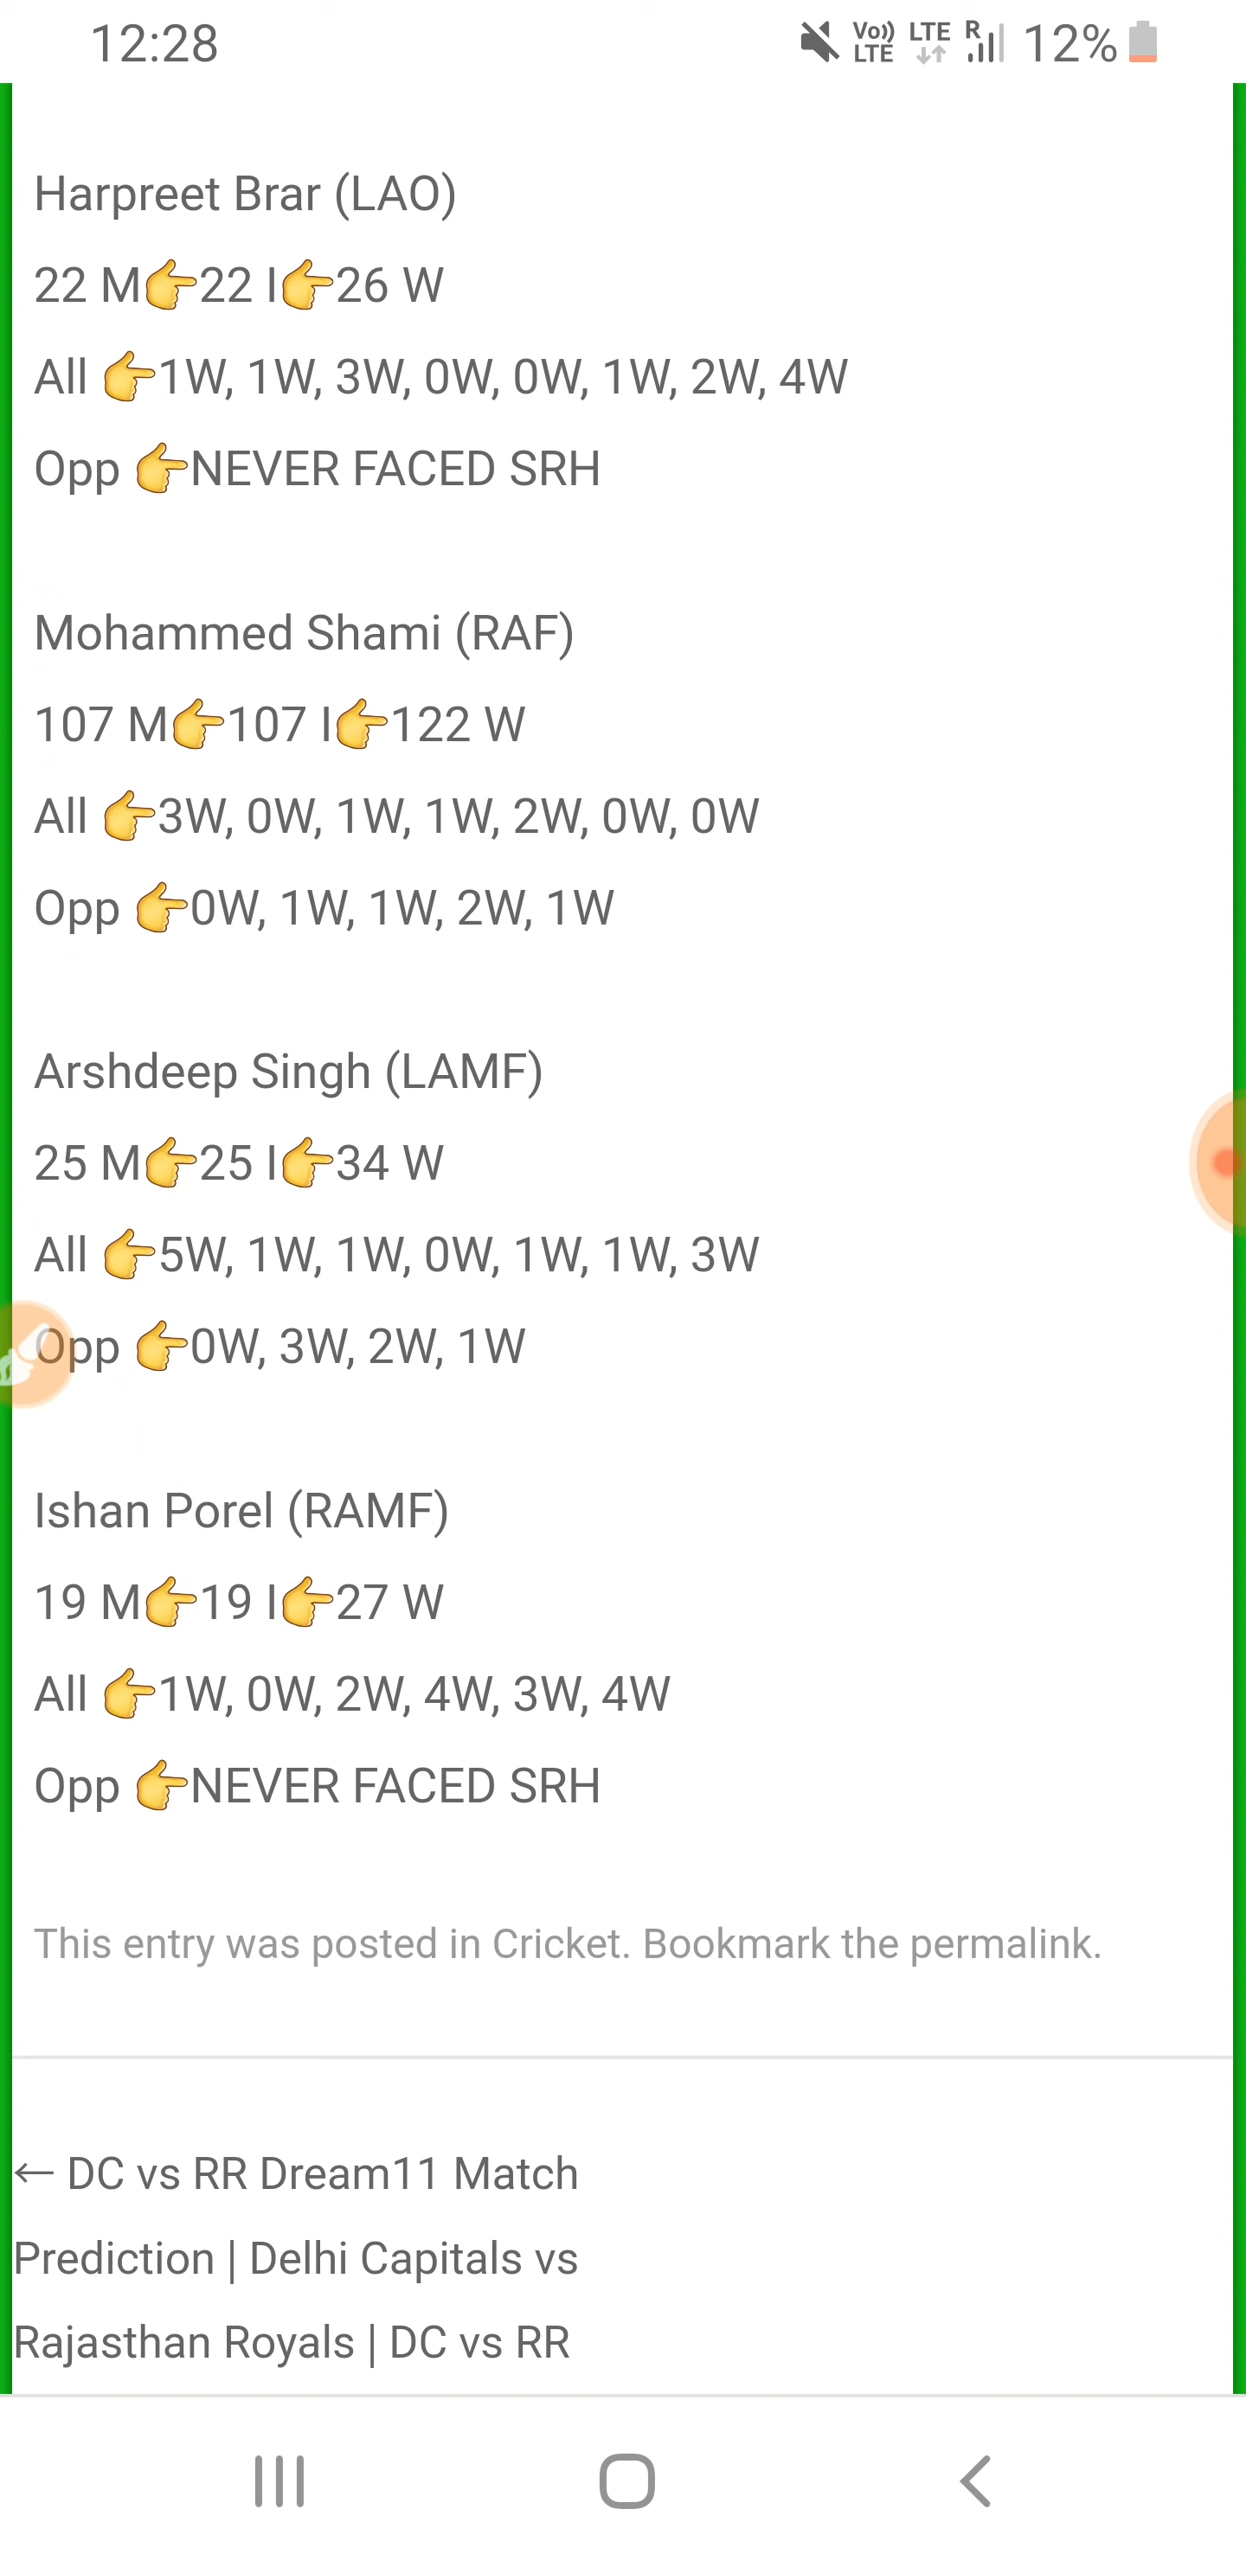 12:28 Vo)) LTE LTE R 12%
Harpreet Brar (LAO)
22 M👉22 I👉26 W
All 👉1W, 1W, 3W, 0W, 0W, 1W, 2W, 4W
Opp 👉NEVER FACED SRH
Mohammed Shami (RAF)
107 M👉107 I👉122 W
All 👉3W, 0W, 1W, 1W, 2W, 0W, 0W
Opp 👉0W, 1W, 1W, 2W, 1W
Arshdeep Singh (LAMF)
25 M👉25 I👉34 W
All 👉5W, 1W, 1W, 0W, 1W, 1W, 3W
Opp 👉0W, 3W, 2W, 1W
Ishan Porel (RAMF)
19 M👉19 I👉27 W
All 👉1W, 0W, 2W, 4W, 3W, 4W
Opp 👉NEVER FACED SRH
This entry was posted in Cricket. Bookmark the permalink.
← DC vs RR Dream11 Match
Prediction | Delhi Capitals vs
Rajasthan Royals | DC vs RR